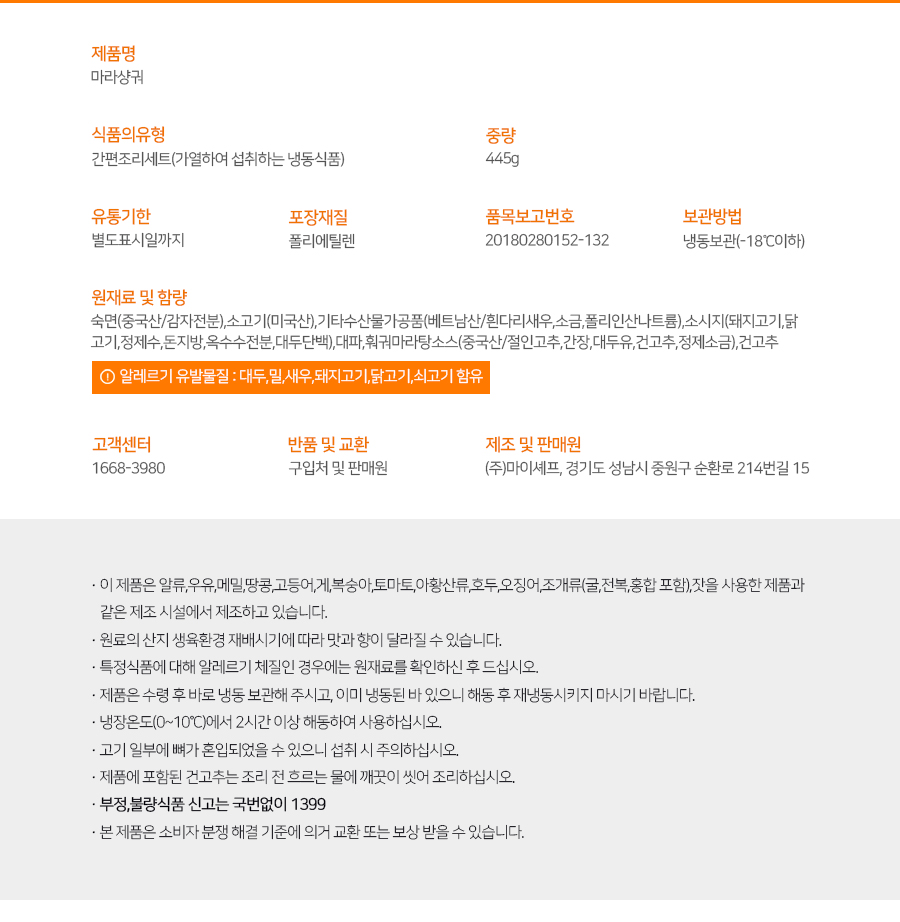 제품명
마라샹궈
식품의유형
간편조리세트(가열하여 섭취하는 냉동식품)
중량
445g
유통기한
별도표시일까지
포장재질
폴리에틸렌
품목보고번호
20180280152-132
보관방법
냉동보관(-18℃이하)
원재료 및 함량
숙면(중국산/감자전분),소고기(미국산),기타수산물가공품(베트남산/흰다리새우,소금,폴리인산나트륨),소시지(돼지고기,닭
고기,정제수,돈지방,옥수수전분,대두단백),대파,훠궈마라탕소스(중국산/절인고추,간장,대두유,건고추,정제소금),건고추
! 알레르기 유발물질 : 대두,밀,새우,돼지고기,닭고기,쇠고기 함유
고객센터
1668-3980
반품 및 교환
구입처 및 판매원
제조 및 판매원
(주)마이셰프, 경기도 성남시 중원구 순환로 214번길 15
· 이 제품은 알류,우유,메밀,땅콩,고등어,게,복숭아,토마토,아황산류,호두,오징어,조개류(굴,전복,홍합 포함),잣을 사용한 제품과
같은 제조 시설에서 제조하고 있습니다.
· 원료의 산지 생육환경 재배시기에 따라 맛과 향이 달라질 수 있습니다.
· 특정식품에 대해 알레르기 체질인 경우에는 원재료를 확인하신 후 드십시오.
· 제품은 수령 후 바로 냉동 보관해 주시고, 이미 냉동된 바 있으니 해동 후 재냉동시키지 마시기 바랍니다.
· 냉장온도(0~10℃)에서 2시간 이상 해동하여 사용하십시오.
· 고기 일부에 뼈가 혼입되었을 수 있으니 섭취 시 주의하십시오.
· 제품에 포함된 건고추는 조리 전 흐르는 물에 깨끗이 씻어 조리하십시오.
· 부정,불량식품 신고는 국번없이 1399
· 본 제품은 소비자 분쟁 해결 기준에 의거 교환 또는 보상 받을 수 있습니다.